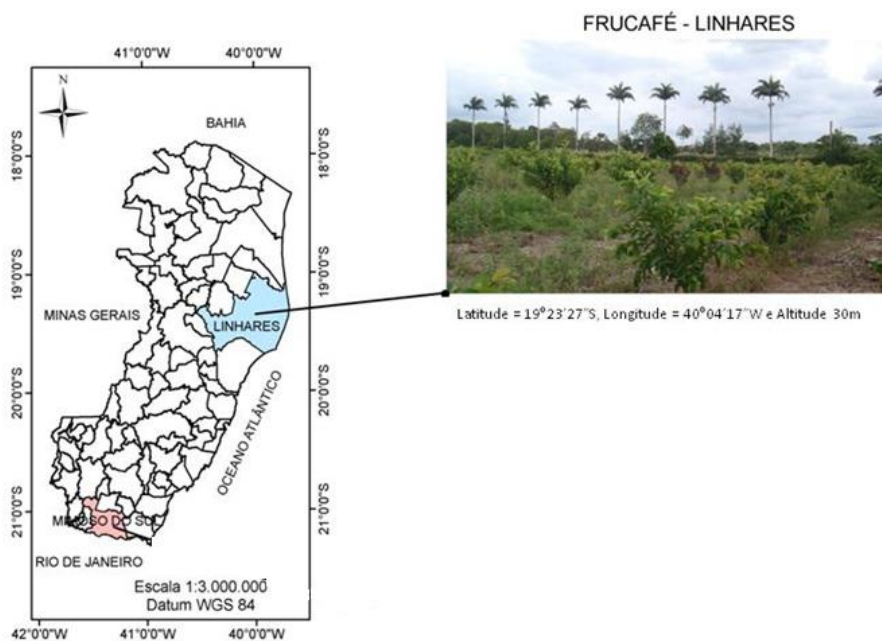 FRUCAFÉ - LINHARES
41°0'0"W 40°0'0"W
N
BAHIA
18°0'0"S 18°0'0"S
19°0'0"S 19°0'0"S
MINAS GERAIS
LINHARES
Latitude = 19°23'27"S, Longitude = 40°04'17"W e Altitude 30m
20°0'0"S 20°0'0"S
OCEANO ATLÂNTICO
21°0'0"S 21°0'0"S
MIMOSO DO SUL
RIO DE JANEIRO
Escala 1:3.000.000
Datum WGS 84
42°0'0"W 41°0'0"W 40°0'0"W